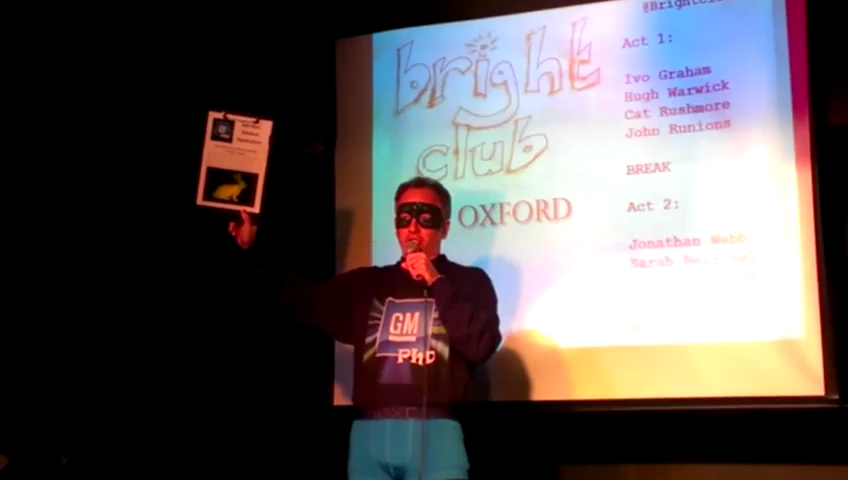 bright
club
OXFORD
Act 1:
Ivo Graham
Hugh Warwick
Cat Rushmore
John Runions
BREAK
Act 2:
Jonathan Webb
Sarah
GM
PhD